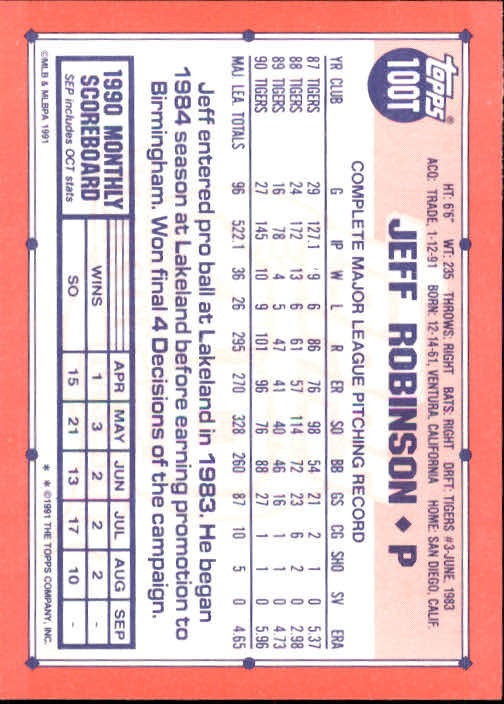 TOPPS®
100T
HT: 6'6" WT: 235 THROWS: RIGHT BATS: RIGHT DRFT: TIGERS #3-JUNE, 1983
ACQ: TRADE, 1-12-91 BORN: 12-14-61, VENTURA, CALIFORNIA HOME: SAN DIEGO, CALIF.
JEFF ROBINSON ♦ P
COMPLETE MAJOR LEAGUE PITCHING RECORD
YR CLUB G IP W L R ER SO BB GS CG SHO SV ERA
87 TIGERS 29 127.1 9 6 86 76 98 54 21 2 1 0 5.37
88 TIGERS 24 172 13 6 61 57 114 72 23 6 2 0 2.98
89 TIGERS 16 78 4 5 47 41 40 46 16 1 1 0 4.73
90 TIGERS 27 145 10 9 101 96 76 88 27 1 1 0 5.96
MAJ. LEA. TOTALS 96 522.1 36 26 295 270 328 260 87 10 5 0 4.65
Jeff entered pro ball at Lakeland in 1983. He began
1984 season at Lakeland before earning promotion to
Birmingham. Won final 4 Decisions of the campaign.
1990 MONTHLY
SCOREBOARD
SEP includes OCT stats
APR MAY JUN JUL AUG SEP
WINS 1 3 2 2 2 -
SO 15 21 13 17 10 -
©MLB & MLBPA 1991
* * ©1991 THE TOPPS COMPANY, INC.